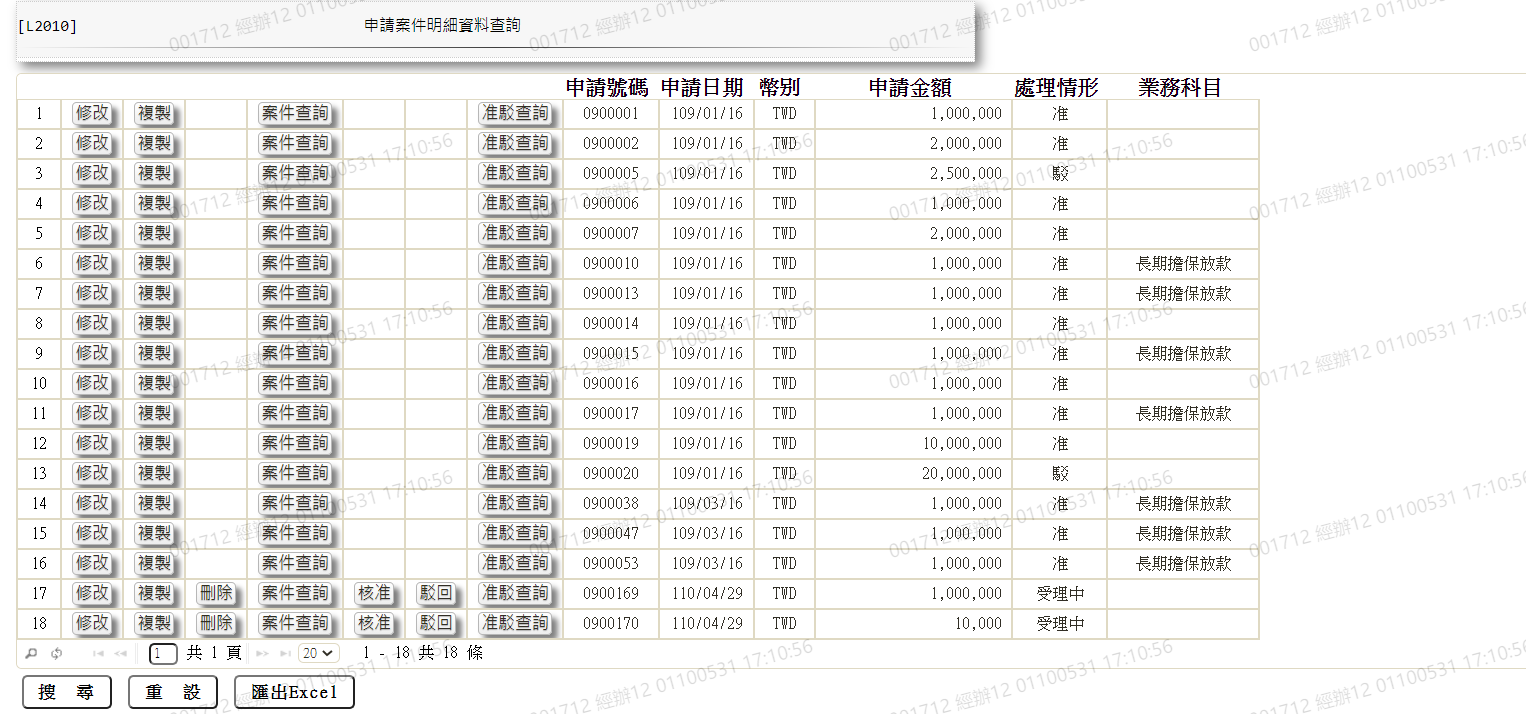 [L2010] 申請案件明細資料查詢
申請號碼 申請日期 幣別 申請金額 處理情形 業務科目
1 修改 複製 案件查詢 准駁查詢 0900001 109/01/16 TWD 1,000,000 准
2 修改 複製 案件查詢 准駁查詢 0900002 109/01/16 TWD 2,000,000 准
3 修改 複製 案件查詢 准駁查詢 0900005 109/01/16 TWD 2,500,000 駁
4 修改 複製 案件查詢 准駁查詢 0900006 109/01/16 TWD 1,000,000 准
5 修改 複製 案件查詢 准駁查詢 0900007 109/01/16 TWD 2,000,000 准
6 修改 複製 案件查詢 准駁查詢 0900010 109/01/16 TWD 1,000,000 准 長期擔保放款
7 修改 複製 案件查詢 准駁查詢 0900013 109/01/16 TWD 1,000,000 准 長期擔保放款
8 修改 複製 案件查詢 准駁查詢 0900014 109/01/16 TWD 1,000,000 准
9 修改 複製 案件查詢 准駁查詢 0900015 109/01/16 TWD 1,000,000 准 長期擔保放款
10 修改 複製 案件查詢 准駁查詢 0900016 109/01/16 TWD 1,000,000 准
11 修改 複製 案件查詢 准駁查詢 0900017 109/01/16 TWD 1,000,000 准 長期擔保放款
12 修改 複製 案件查詢 准駁查詢 0900019 109/01/16 TWD 10,000,000 准
13 修改 複製 案件查詢 准駁查詢 0900020 109/01/16 TWD 20,000,000 駁
14 修改 複製 案件查詢 准駁查詢 0900038 109/03/16 TWD 1,000,000 准 長期擔保放款
15 修改 複製 案件查詢 准駁查詢 0900047 109/03/16 TWD 1,000,000 准 長期擔保放款
16 修改 複製 案件查詢 准駁查詢 0900053 109/03/16 TWD 1,000,000 准 長期擔保放款
17 修改 複製 刪除 案件查詢 核准 駁回 准駁查詢 0900169 110/04/29 TWD 1,000,000 受理中
18 修改 複製 刪除 案件查詢 核准 駁回 准駁查詢 0900170 110/04/29 TWD 10,000 受理中
1 共 1 頁 20 1 - 18 共 18 條
搜 尋 重 設 匯出Excel
001712 經辦12 01100531 17:10:56